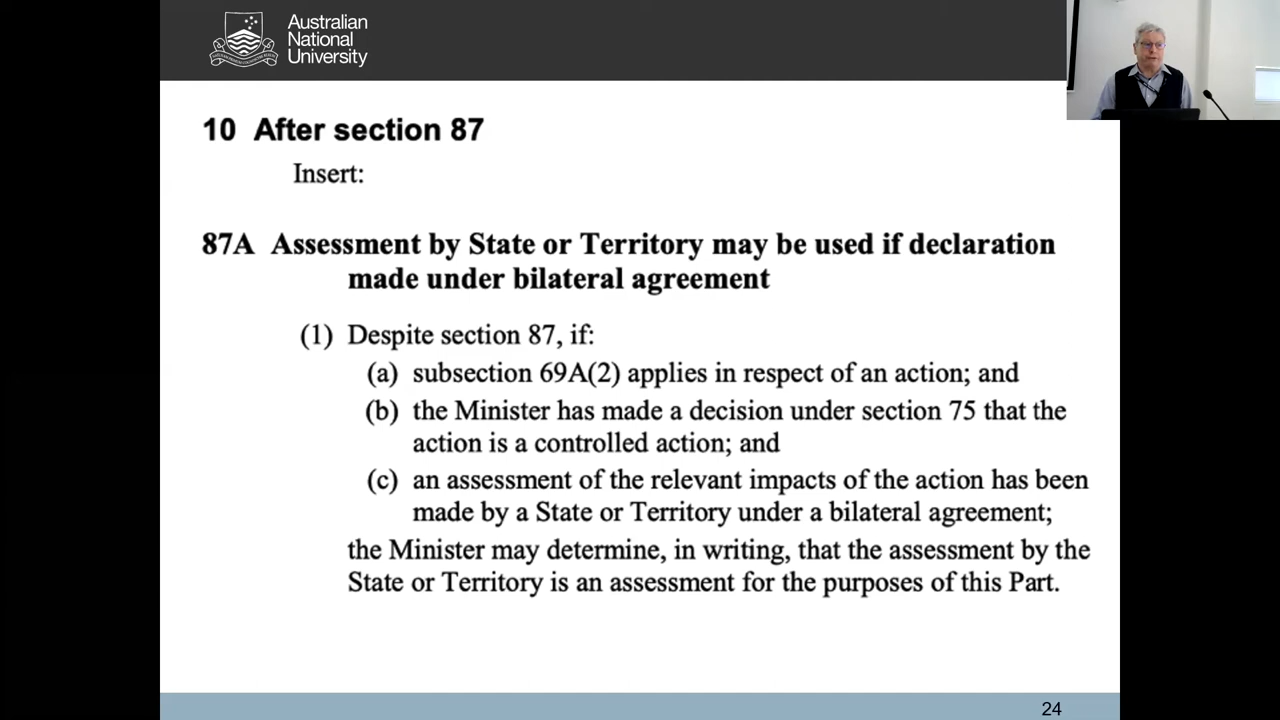 Australian
National
University
10 After section 87
Insert:
87A Assessment by State or Territory may be used if declaration
made under bilateral agreement
(1) Despite section 87, if:
(a) subsection 69A(2) applies in respect of an action; and
(b) the Minister has made a decision under section 75 that the
action is a controlled action; and
(c) an assessment of the relevant impacts of the action has been
made by a State or Territory under a bilateral agreement;
the Minister may determine, in writing, that the assessment by the
State or Territory is an assessment for the purposes of this Part.
24